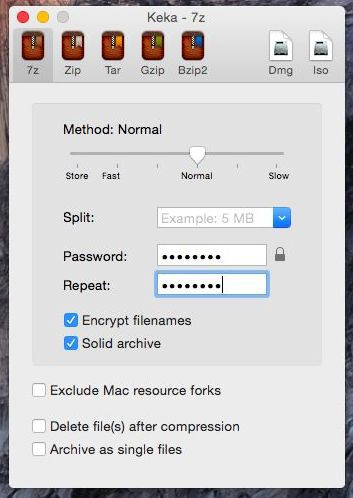 Keka - 7z
7z Zip Tar Gzip Bzip2 Dmg Iso
Method: Normal
Store Fast Normal Slow
Split: Example: 5 MB
Password: ●●●●●●●●
Repeat: ●●●●●●●●
Encrypt filenames
Solid archive
Exclude Mac resource forks
Delete file(s) after compression
Archive as single files